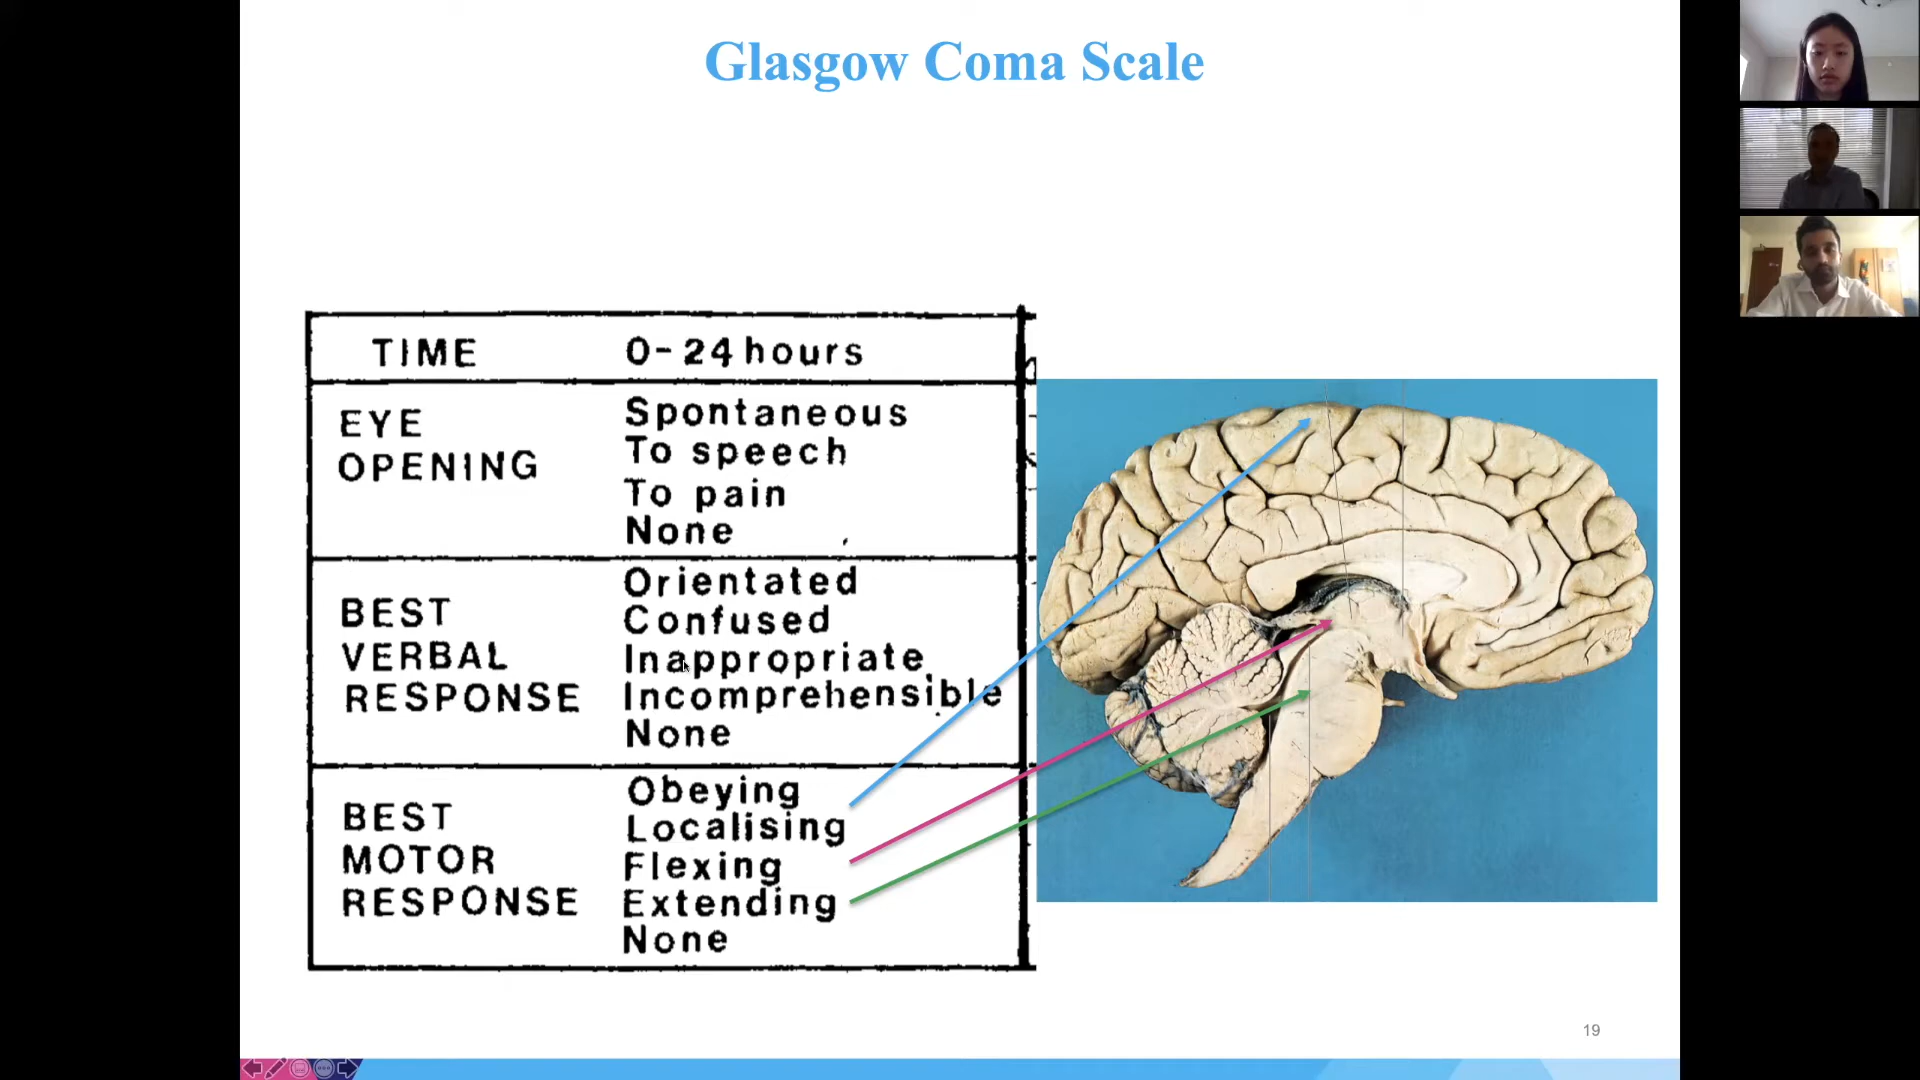 Glasgow Coma Scale
TIME 0-24 hours
EYE OPENING
Spontaneous
To speech
To pain
None
BEST VERBAL RESPONSE
Orientated
Confused
Inappropriate
Incomprehensible
None
BEST MOTOR RESPONSE
Obeying
Localising
Flexing
Extending
None
19